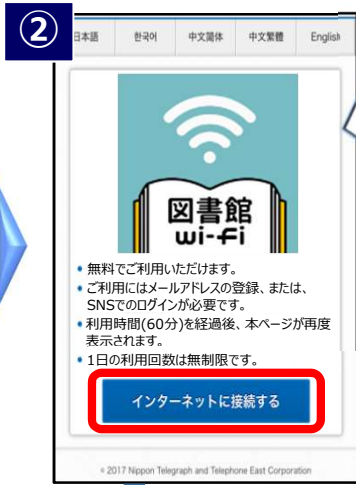 ②
日本語 한국어 中文简体 中文繁體 English
図書館
wi-fi
• 無料でご利用いただけます。
• ご利用にはメールアドレスの登録、または、
SNSでのログインが必要です。
• 利用時間(60分)を経過後、本ページが再度
表示されます。
• 1日の利用回数は無制限です。
インターネットに接続する
© 2017 Nippon Telegraph and Telephone East Corporation